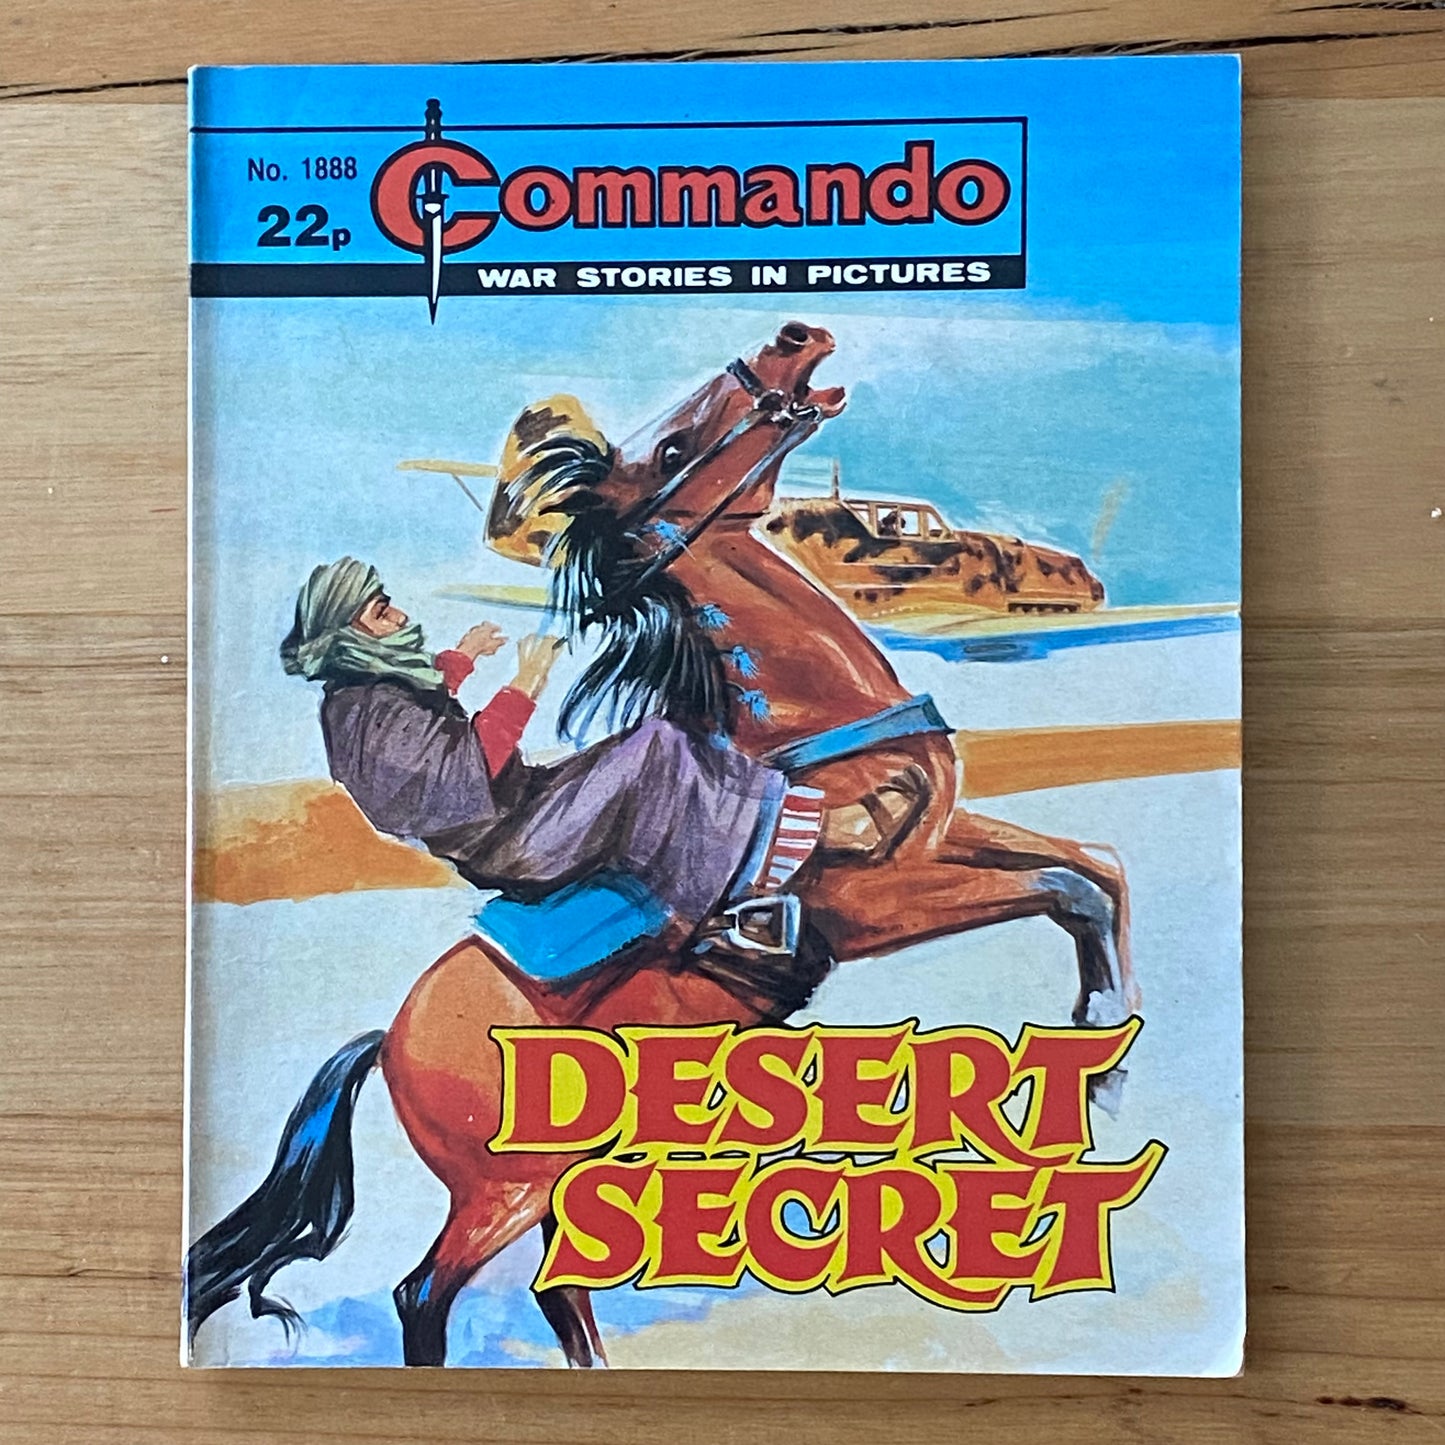 No. 1888
22p
Commando
WAR STORIES IN PICTURES
DESERT
SECRET